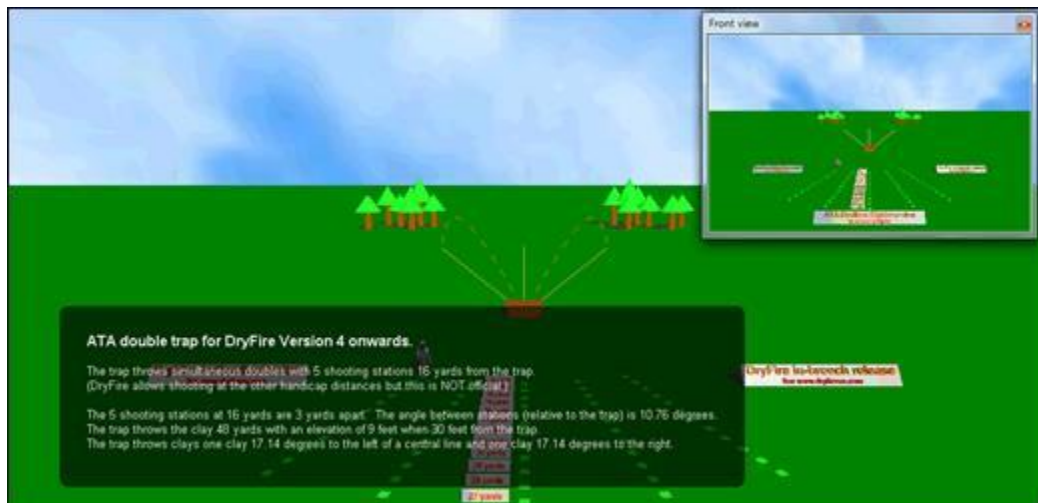 Front view
ATA double trap for DryFire Version 4 onwards.
The trap throws simultaneous doubles with 5 shooting stations 16 yards from the trap.
(DryFire allows shooting at the other handicap distances but this is NOT official.)
The 5 shooting stations at 16 yards are 3 yards apart. The angle between stations (relative to the trap) is 10.76 degrees.
The trap throws the clay 48 yards with an elevation of 9 feet when 30 feet from the trap.
The trap throws clays one clay 17.14 degrees to the left of a central line and one clay 17.14 degrees to the right.
DryFire in-breech release
27 yards